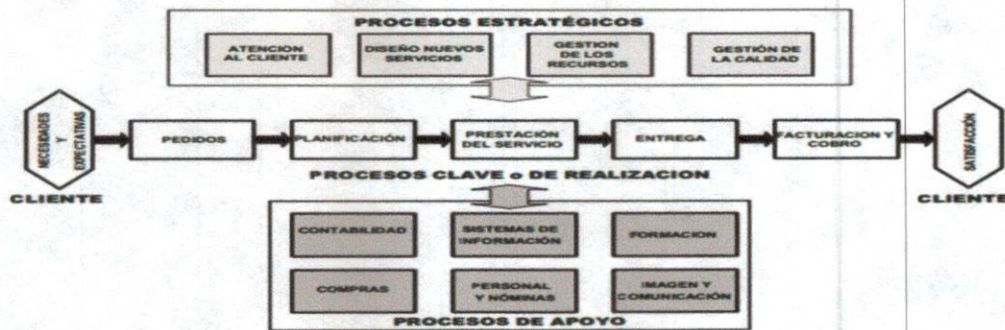 PROCESOS ESTRATÉGICOS
ATENCION
AL CLIENTE
DISEÑO NUEVOS
SERVICIOS
GESTION
DE LOS
RECURSOS
GESTIÓN DE
LA CALIDAD
NECESIDADES
Y
EXPECTATIVAS
CLIENTE
PEDIDOS
PLANIFICACIÓN
PRESTACIÓN
DEL SERVICIO
ENTREGA
FACTURACION Y
COBRO
SATISFACCIÓN
CLIENTE
PROCESOS CLAVE o DE REALIZACION
CONTABILIDAD
SISTEMAS DE
INFORMACIÓN
FORMACION
COMPRAS
PERSONAL
Y NÓMINAS
IMAGEN Y
COMUNICACIÓN
PROCESOS DE APOYO